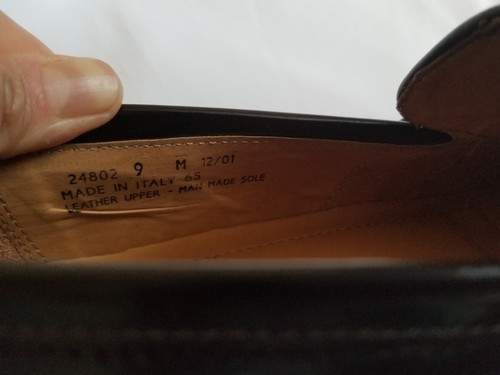 24802 9 M 12/01
MADE IN ITALY 65
LEATHER UPPER - MAN MADE SOLE